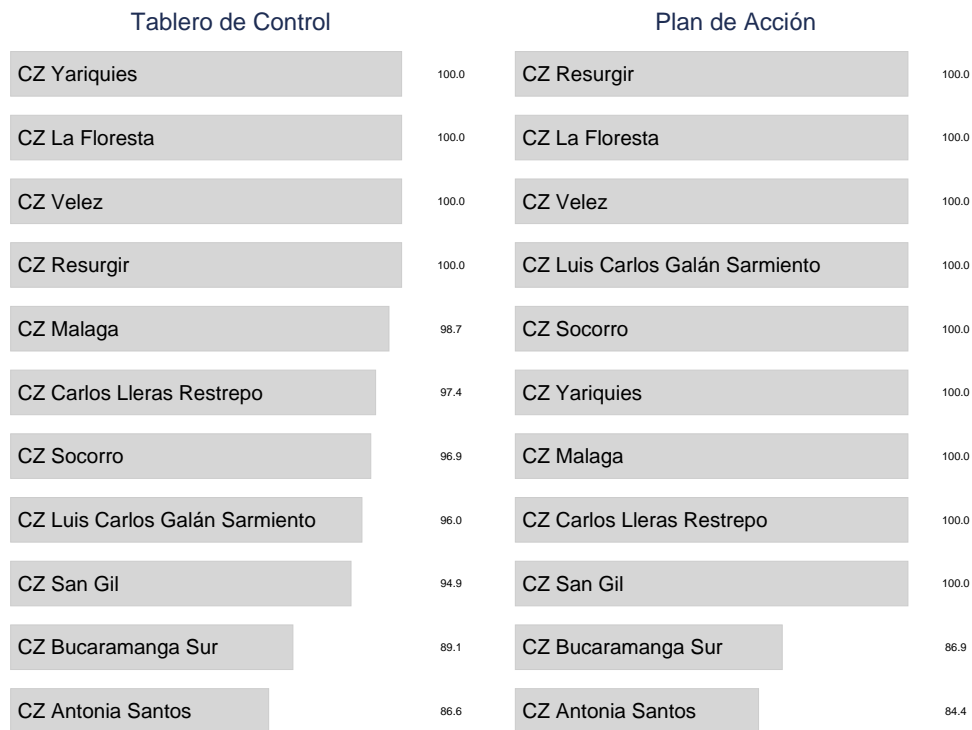 Tablero de Control
CZ Yariquies 100.0
CZ La Floresta 100.0
CZ Velez 100.0
CZ Resurgir 100.0
CZ Malaga 98.7
CZ Carlos Lleras Restrepo 97.4
CZ Socorro 96.9
CZ Luis Carlos Galán Sarmiento 96.0
CZ San Gil 94.9
CZ Bucaramanga Sur 89.1
CZ Antonia Santos 86.6
Plan de Acción
CZ Resurgir 100.0
CZ La Floresta 100.0
CZ Velez 100.0
CZ Luis Carlos Galán Sarmiento 100.0
CZ Socorro 100.0
CZ Yariquies 100.0
CZ Malaga 100.0
CZ Carlos Lleras Restrepo 100.0
CZ San Gil 100.0
CZ Bucaramanga Sur 86.9
CZ Antonia Santos 84.4